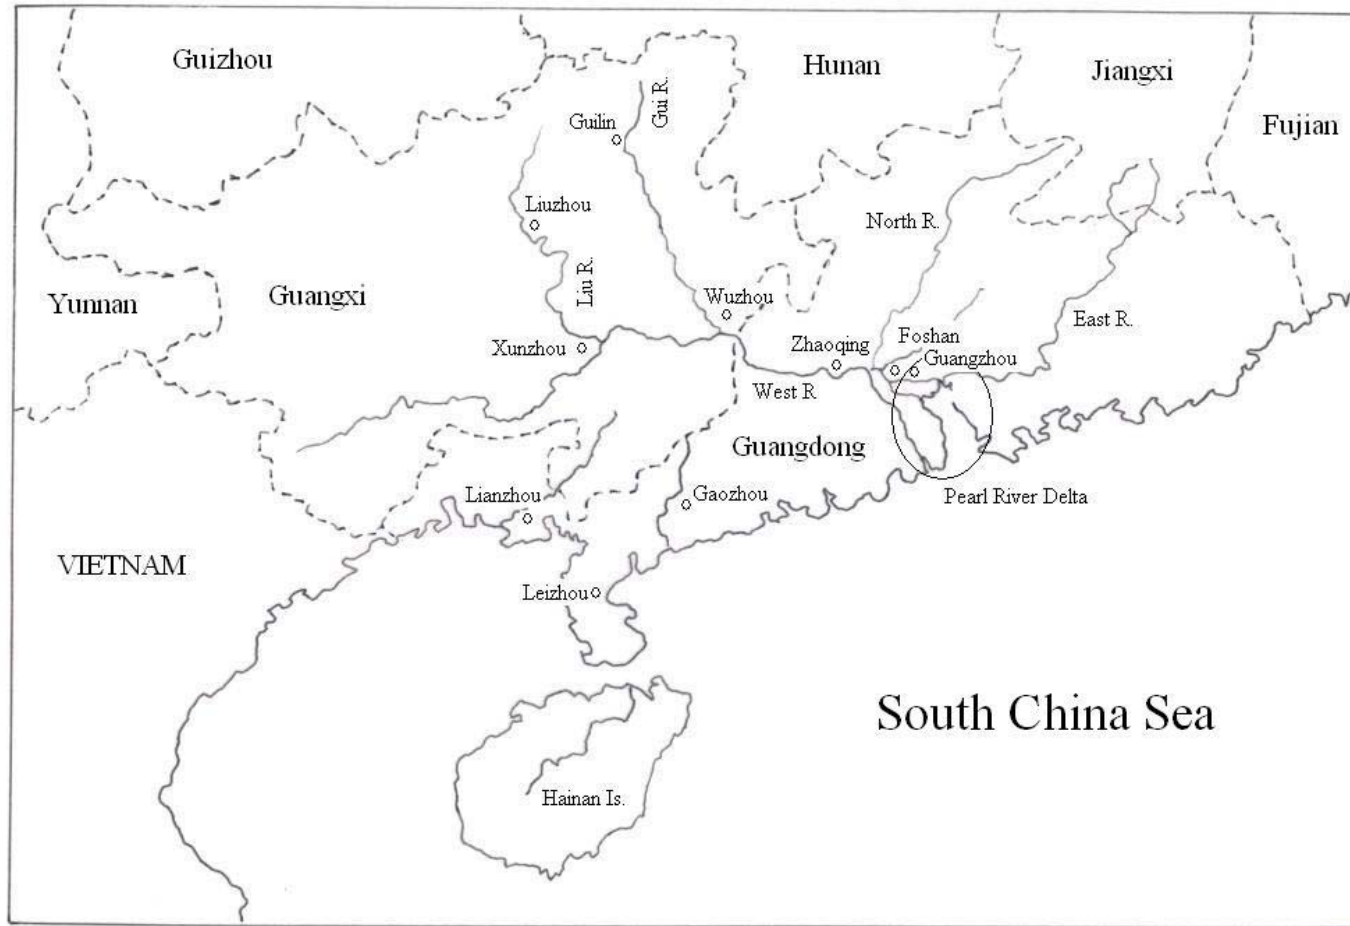 Guizhou
Hunan
Jiangxi
Fujian
Gui R.
Guilin
Liuzhou
North R.
Yunnan
Guangxi
Liu R.
Wuzhou
East R.
Xunzhou
Zhaoqing
Foshan
Guangzhou
West R
Guangdong
Lianzhou
Gaozhou
Pearl River Delta
VIETNAM
Leizhou
South China Sea
Hainan Is.